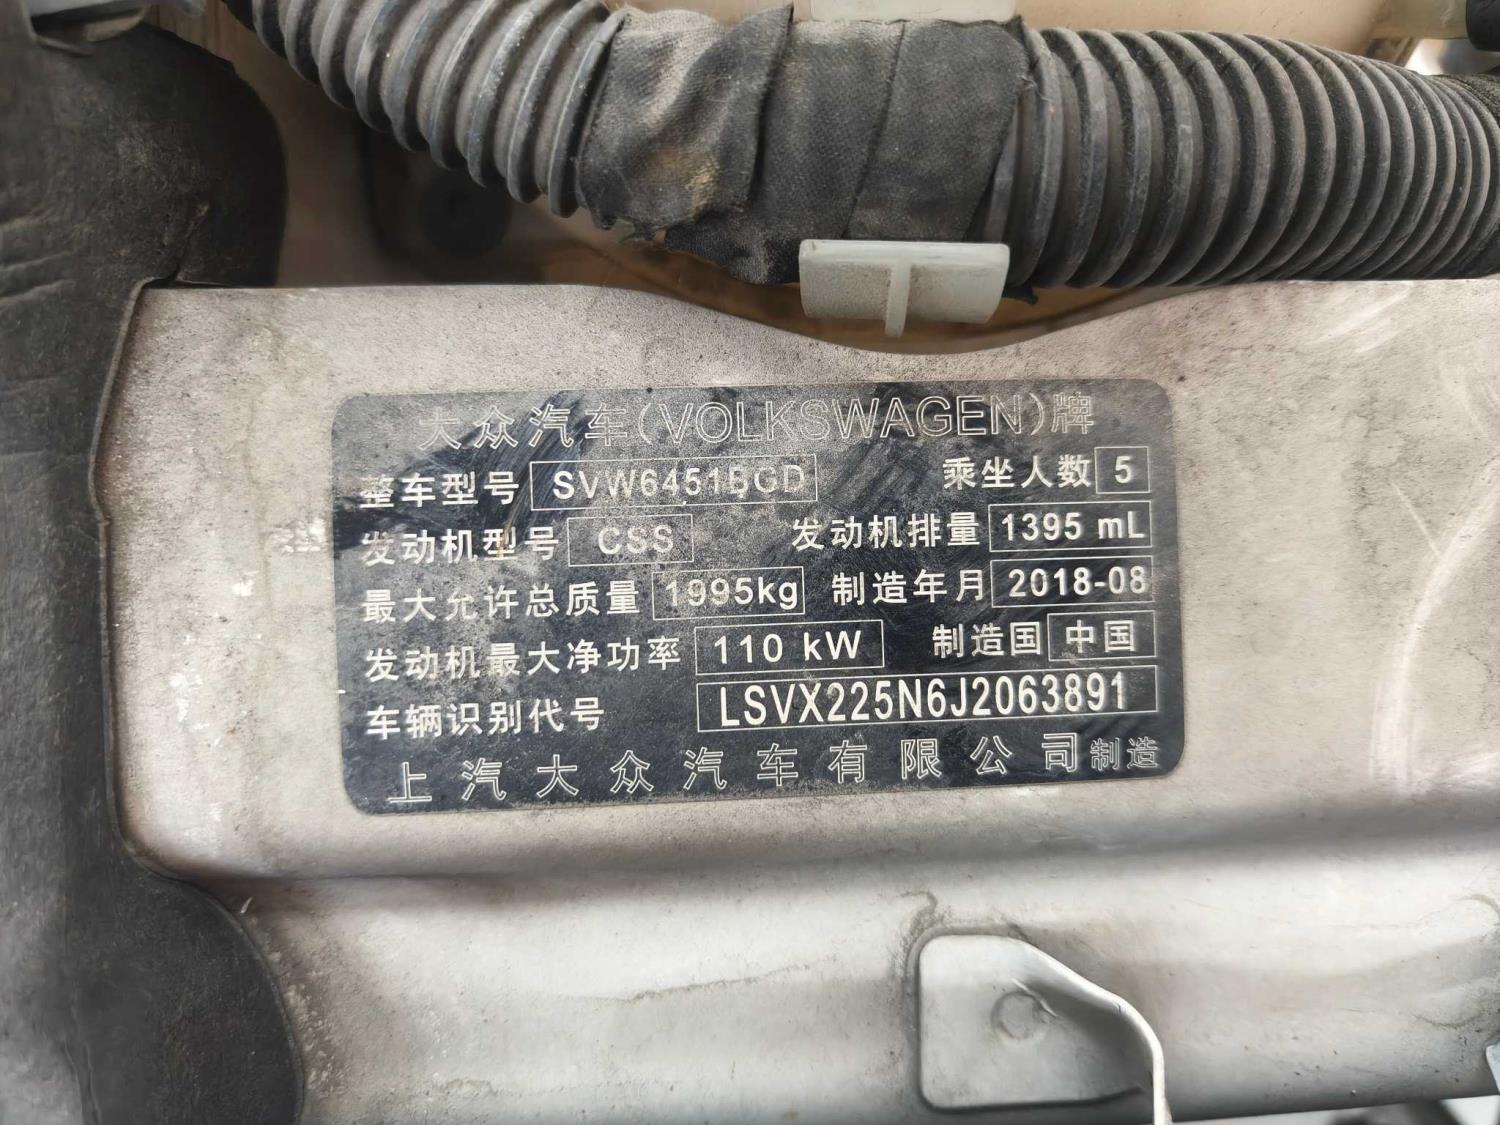 大众汽车(VOLKSWAGEN)牌
整车型号 SVW6451BGD 乘坐人数 5
发动机型号 CSS 发动机排量 1395 mL
最大允许总质量 1995kg 制造年月 2018-08
发动机最大净功率 110 kW 制造国 中国
车辆识别代号 LSVX225N6J2063891
上汽大众汽车有限公司制造